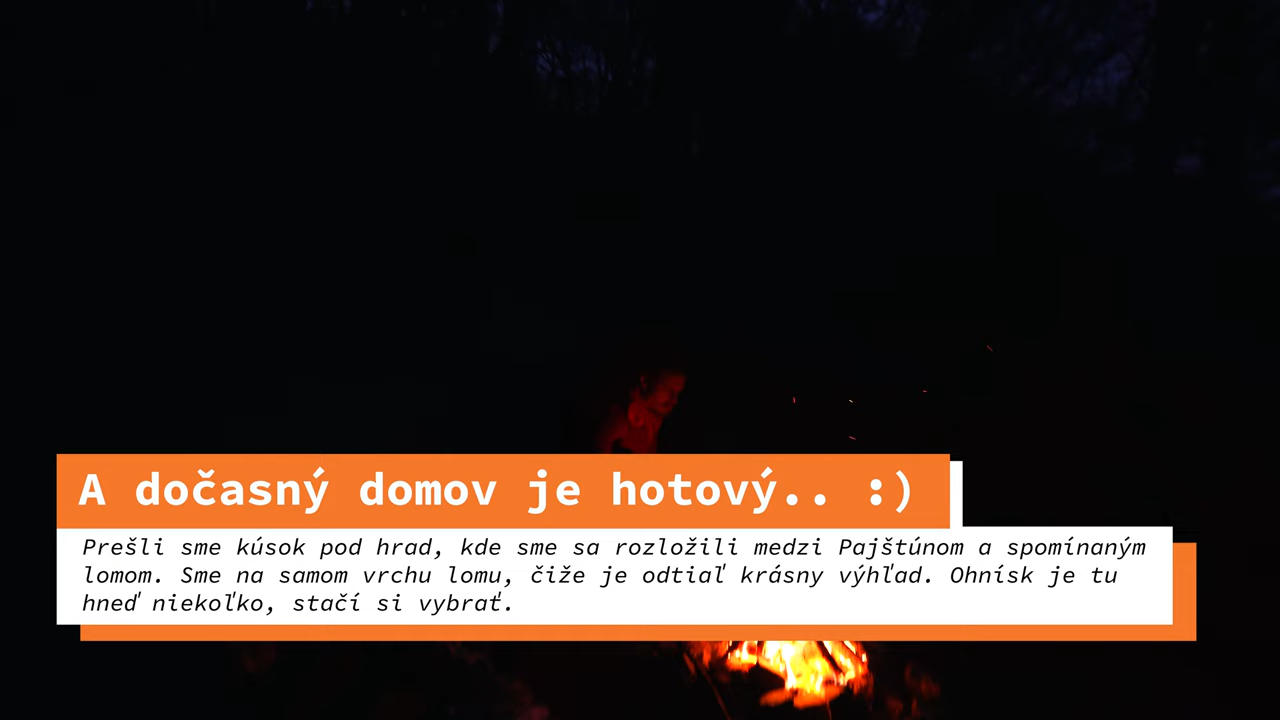 A dočasný domov je hotový.. :)
Prešli sme kúsok pod hrad, kde sme sa rozložili medzi Pajštúnom a spomínaným
lomom. Sme na samom vrchu lomu, čiže je odtiaľ krásny výhľad. Ohnísk je tu
hneď niekoľko, stačí si vybrať.